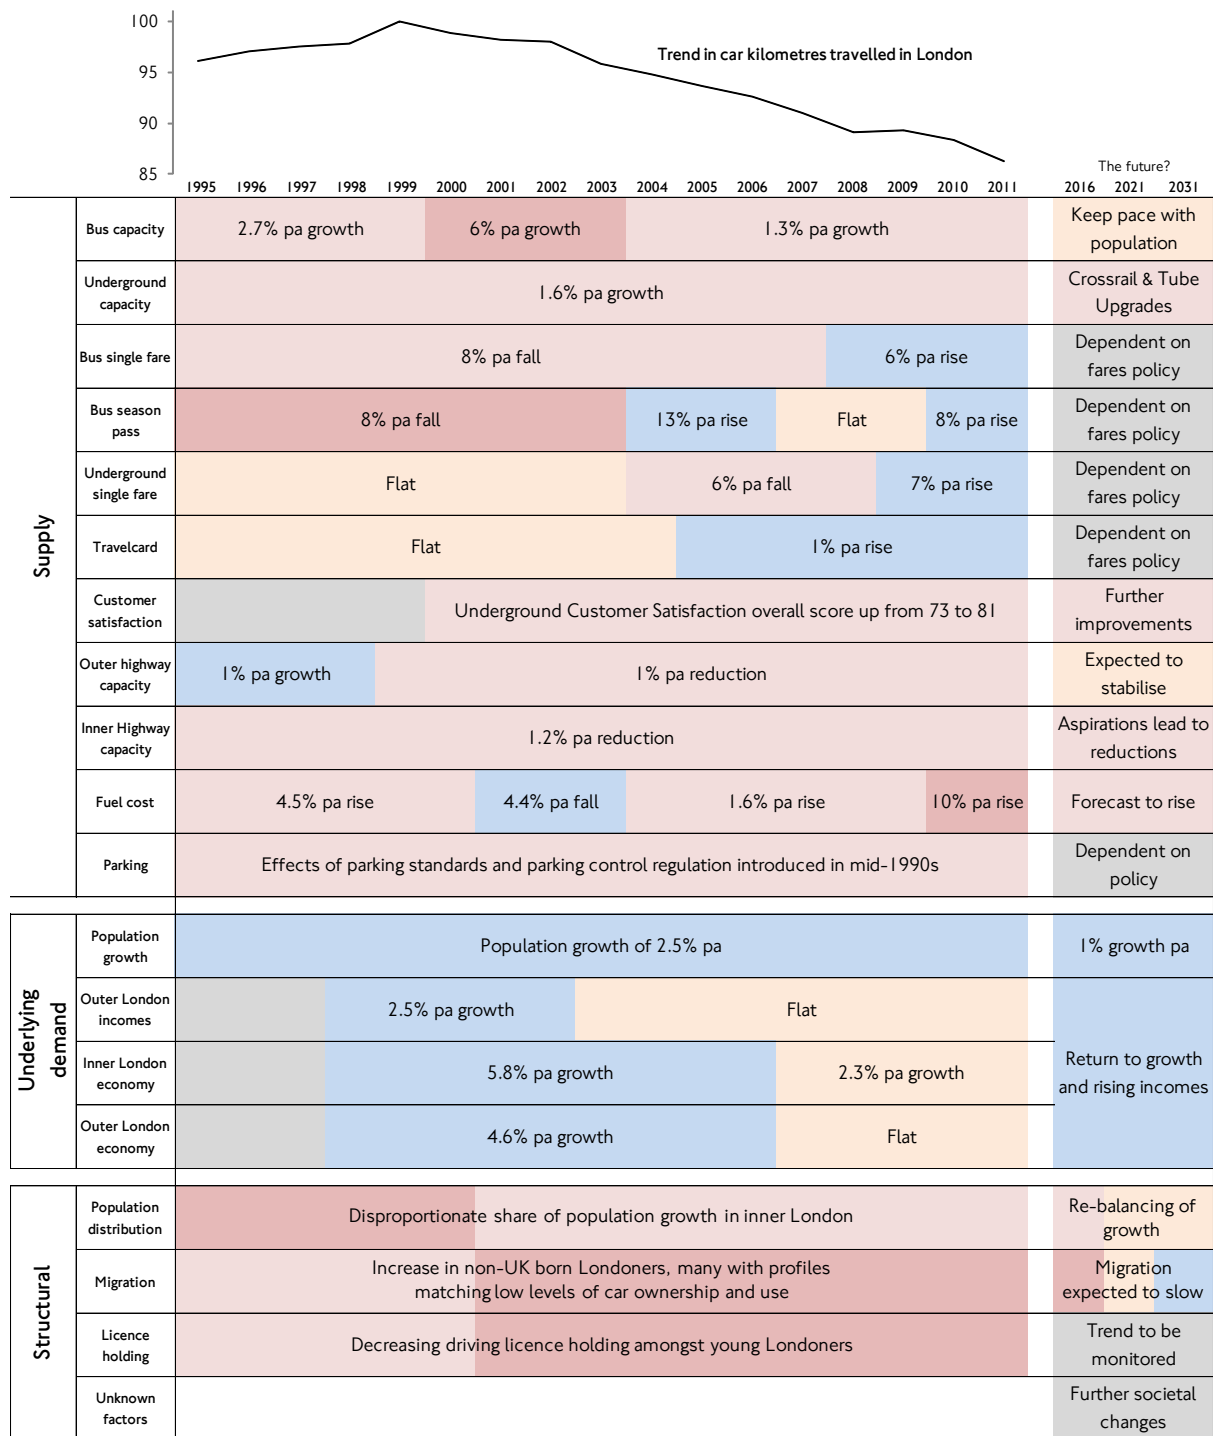 100
Trend in car kilometres travelled in London
95
90
85
The future?
1995 1996 1997 1998 1999 2000 2001 2002 2003 2004 2005 2006 2007 2008 2009 2010 2011 2016 2021 2031
Supply
Bus capacity
2.7% pa growth
6% pa growth
1.3% pa growth
Keep pace with
population
Underground
capacity
1.6% pa growth
Crossrail & Tube
Upgrades
Bus single fare
8% pa fall
6% pa rise
Dependent on
fares policy
Bus season
pass
8% pa fall
13% pa rise
Flat
8% pa rise
Dependent on
fares policy
Underground
single fare
Flat
6% pa fall
7% pa rise
Dependent on
fares policy
Travelcard
Flat
1% pa rise
Dependent on
fares policy
Customer
satisfaction
Underground Customer Satisfaction overall score up from 73 to 81
Further
improvements
Outer highway
capacity
1% pa growth
1% pa reduction
Expected to
stabilise
Inner Highway
capacity
1.2% pa reduction
Aspirations lead to
reductions
Fuel cost
4.5% pa rise
4.4% pa fall
1.6% pa rise
10% pa rise
Forecast to rise
Parking
Effects of parking standards and parking control regulation introduced in mid-1990s
Dependent on
policy
Underlying
demand
Population
growth
Population growth of 2.5% pa
1% growth pa
Outer London
incomes
2.5% pa growth
Flat
Inner London
economy
5.8% pa growth
2.3% pa growth
Return to growth
and rising incomes
Outer London
economy
4.6% pa growth
Flat
Structural
Population
distribution
Disproportionate share of population growth in inner London
Re-balancing of
growth
Migration
Increase in non-UK born Londoners, many with profiles
matching low levels of car ownership and use
Migration
expected to slow
Licence
holding
Decreasing driving licence holding amongst young Londoners
Trend to be
monitored
Unknown
factors
Further societal
changes